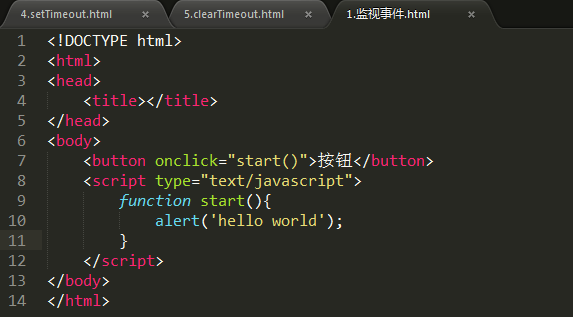 4.setTimeout.html × 5.clearTimeout.html × 1.监视事件.html ×
1 <!DOCTYPE html>
2 <html>
3 <head>
4 <title></title>
5 </head>
6 <body>
7 <button onclick="start()">按钮</button>
8 <script type="text/javascript">
9 function start(){
10 alert('hello world');
11 }
12 </script>
13 </body>
14 </html>